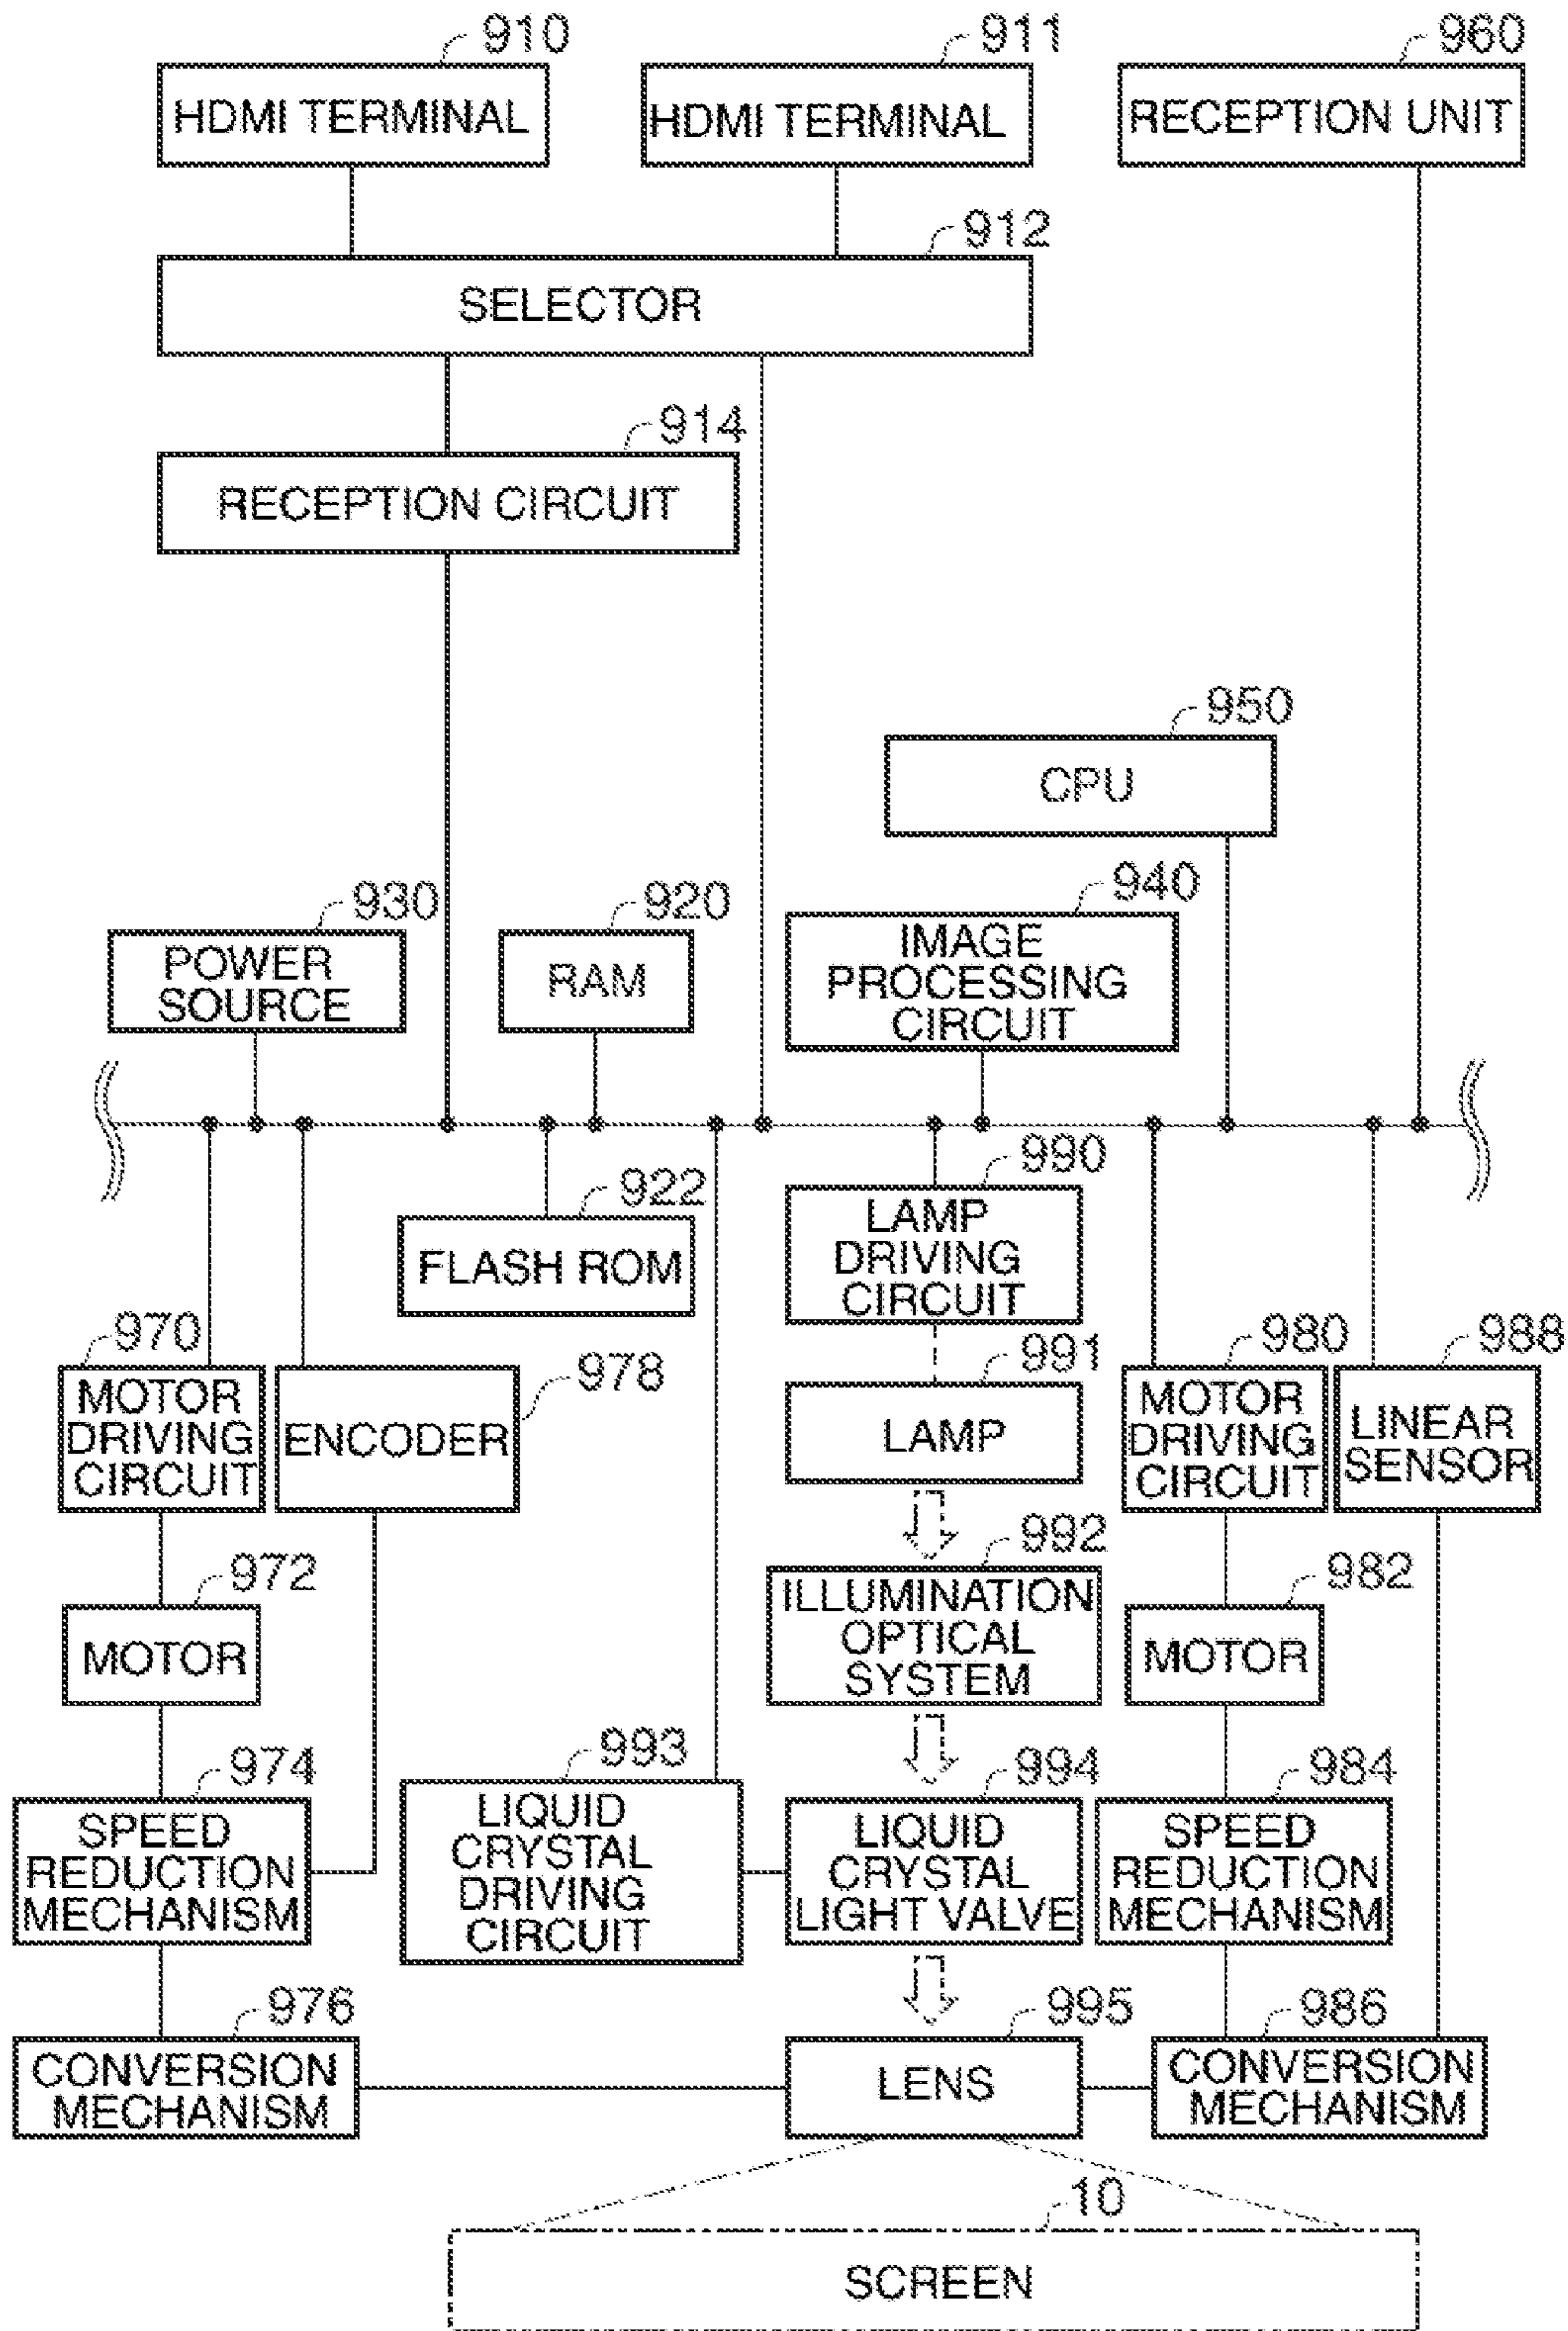 910
HDMI TERMINAL
911
HDMI TERMINAL
960
RECEPTION UNIT
912
SELECTOR
914
RECEPTION CIRCUIT
950
CPU
930
POWER
SOURCE
920
RAM
940
IMAGE
PROCESSING
CIRCUIT
922
FLASH ROM
990
LAMP
DRIVING
CIRCUIT
970
MOTOR
DRIVING
CIRCUIT
978
ENCODER
991
LAMP
980
MOTOR
DRIVING
CIRCUIT
988
LINEAR
SENSOR
972
MOTOR
992
ILLUMINATION
OPTICAL
SYSTEM
982
MOTOR
974
SPEED
REDUCTION
MECHANISM
993
LIQUID
CRYSTAL
DRIVING
CIRCUIT
994
LIQUID
CRYSTAL
LIGHT VALVE
984
SPEED
REDUCTION
MECHANISM
976
CONVERSION
MECHANISM
995
LENS
986
CONVERSION
MECHANISM
10
SCREEN